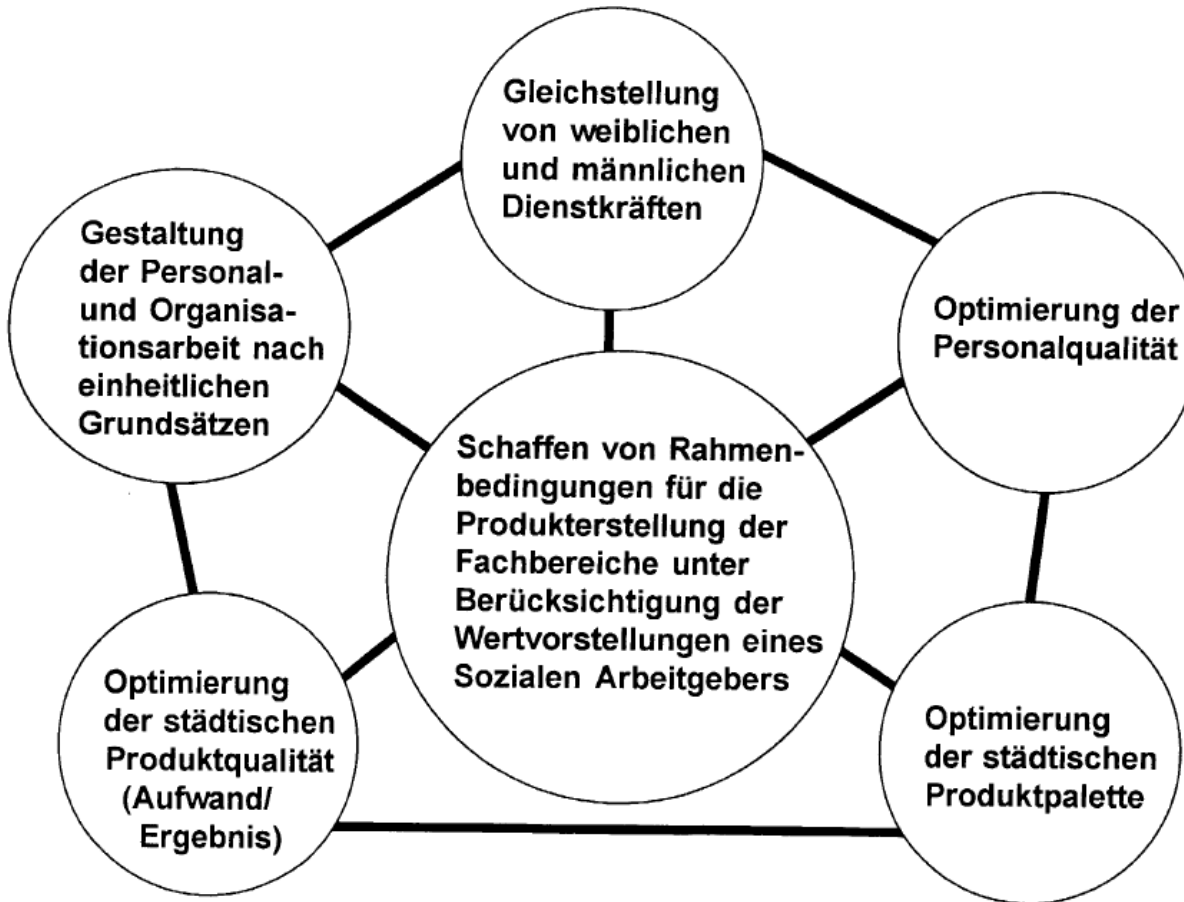 Gleichstellung
von weiblichen
und männlichen
Dienstkräften
Gestaltung
der Personal-
und Organisa-
tionsarbeit nach
einheitlichen
Grundsätzen
Optimierung der
Personalqualität
Schaffen von Rahmen-
bedingungen für die
Produkterstellung der
Fachbereiche unter
Berücksichtigung der
Wertvorstellungen eines
Sozialen Arbeitgebers
Optimierung
der städtischen
Produktqualität
(Aufwand/
Ergebnis)
Optimierung
der städtischen
Produktpalette